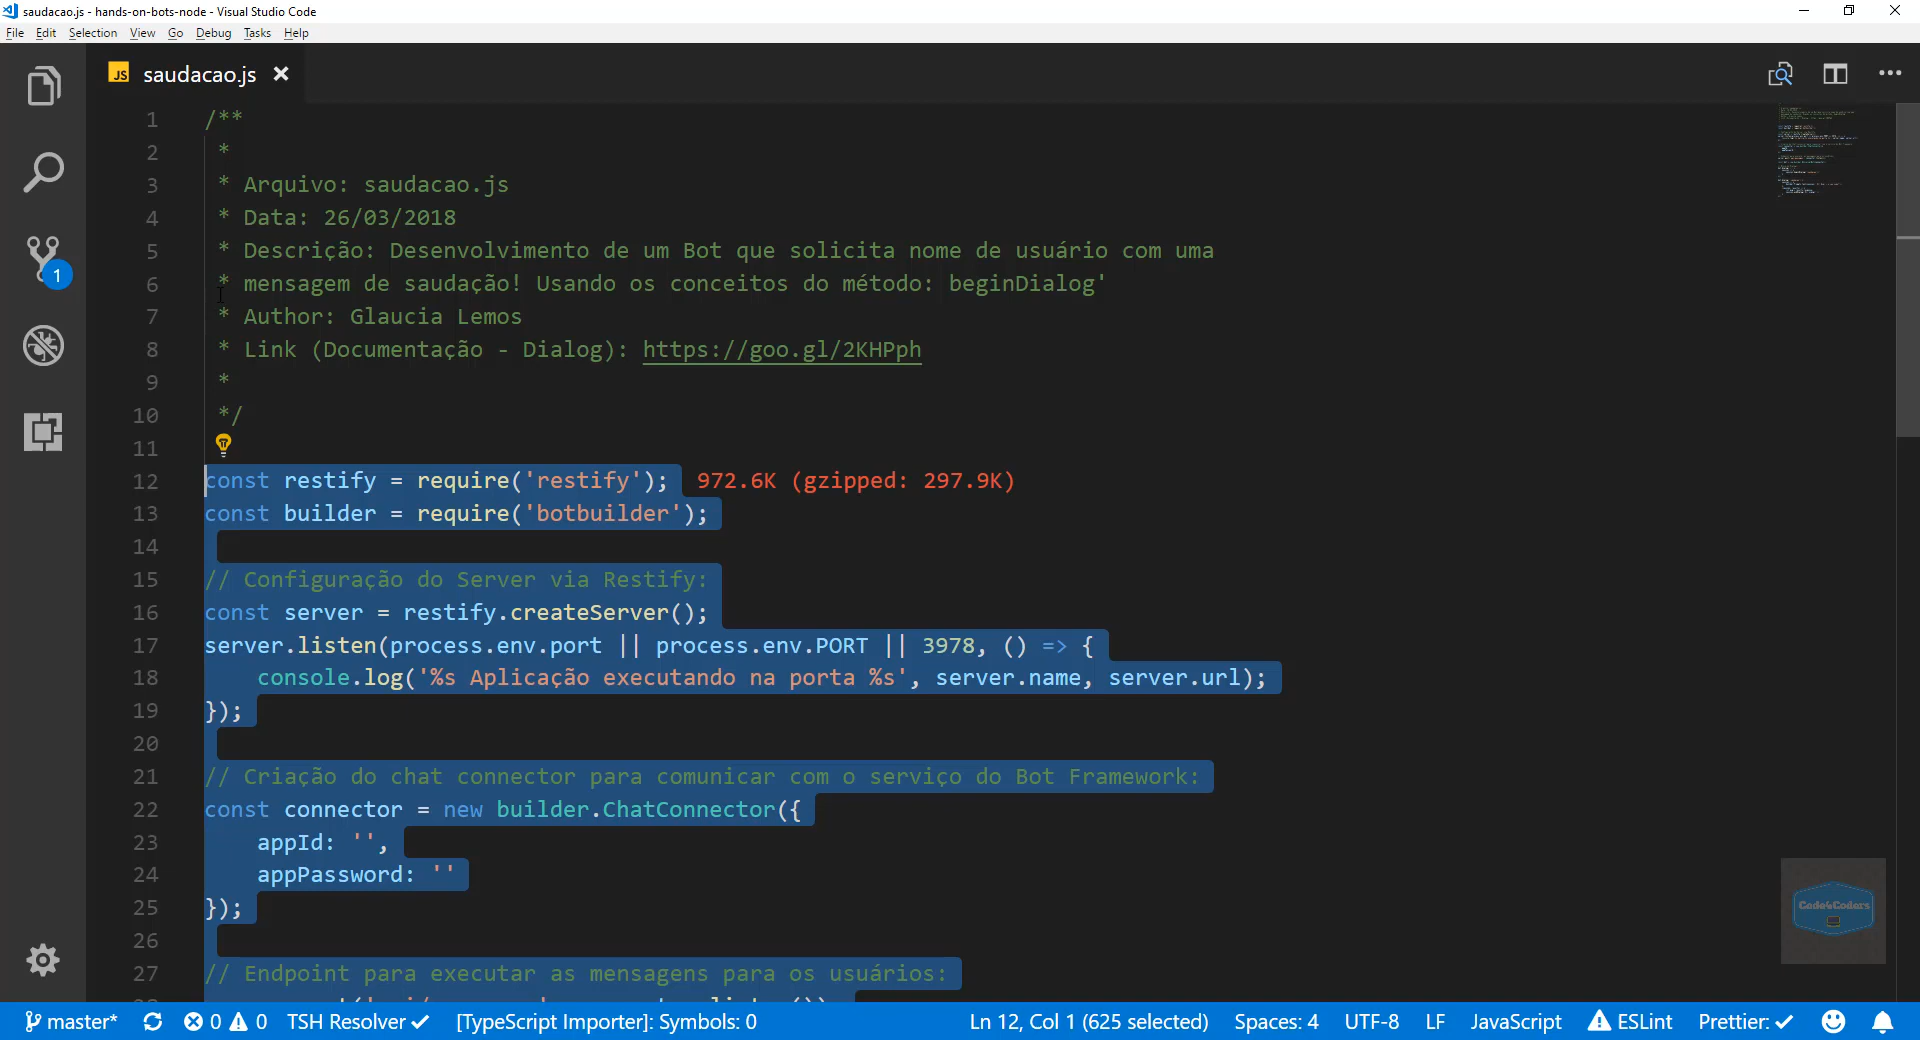 saudacao.js - hands-on-bots-node - Visual Studio Code
File Edit Selection View Go Debug Tasks Help
JS saudacao.js
1 /**
2 *
3 * Arquivo: saudacao.js
4 * Data: 26/03/2018
5 * Descrição: Desenvolvimento de um Bot que solicita nome de usuário com uma
6 * mensagem de saudação! Usando os conceitos do método: beginDialog'
7 * Author: Glaucia Lemos
8 * Link (Documentação - Dialog): https://goo.gl/2KHPph
9 *
10 */
11
12 const restify = require('restify'); 972.6K (gzipped: 297.9K)
13 const builder = require('botbuilder');
14
15 // Configuração do Server via Restify:
16 const server = restify.createServer();
17 server.listen(process.env.port || process.env.PORT || 3978, () => {
18 console.log('%s Aplicação executando na porta %s', server.name, server.url);
19 });
20
21 // Criação do chat connector para comunicar com o serviço do Bot Framework:
22 const connector = new builder.ChatConnector({
23 appId: '',
24 appPassword: ''
25 });
26
27 // Endpoint para executar as mensagens para os usuários:
1
Code4Coders
master* 0 0 TSH Resolver [TypeScript Importer]: Symbols: 0 Ln 12, Col 1 (625 selected) Spaces: 4 UTF-8 LF JavaScript ESLint Prettier: